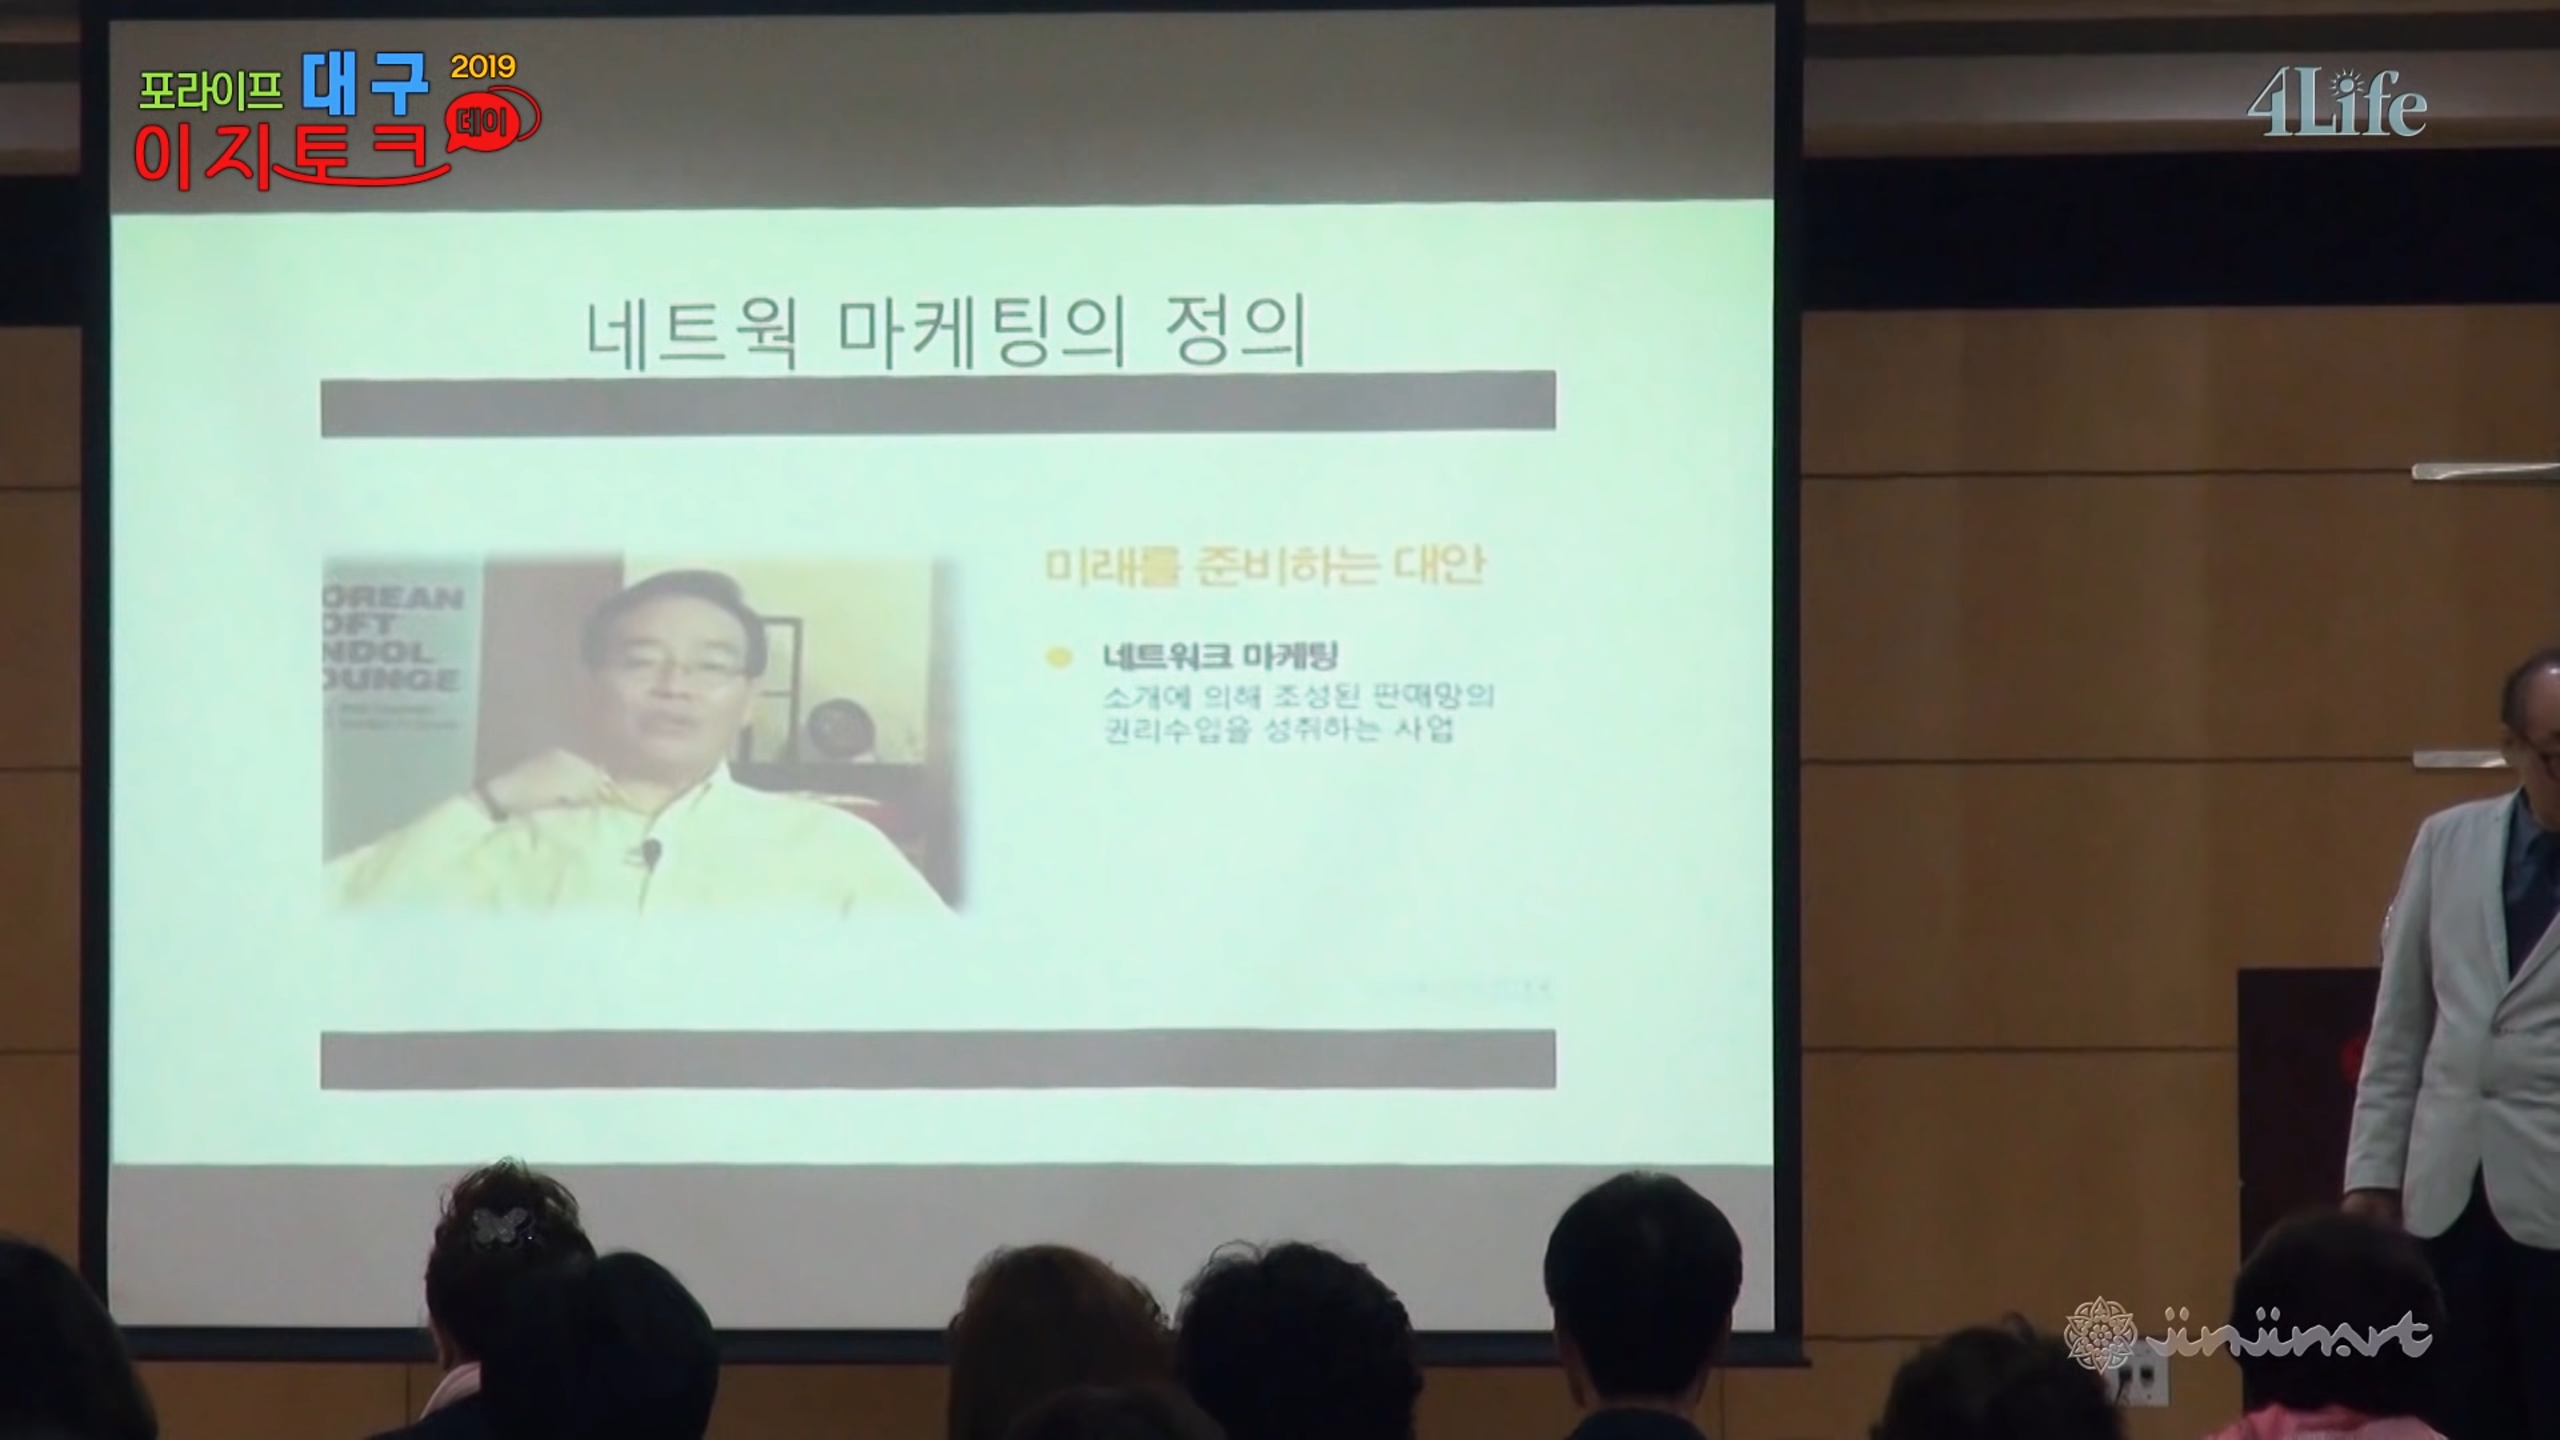 포라이프 대구 2019
이지토크 데이
4Life
네트웍 마케팅의 정의
OREAN
OFT
NDOL
OUNGE
미래를 준비하는 대안
네트워크 마케팅
소개에 의해 조성된 판매망의
권리수입을 성취하는 사업
jinjinart